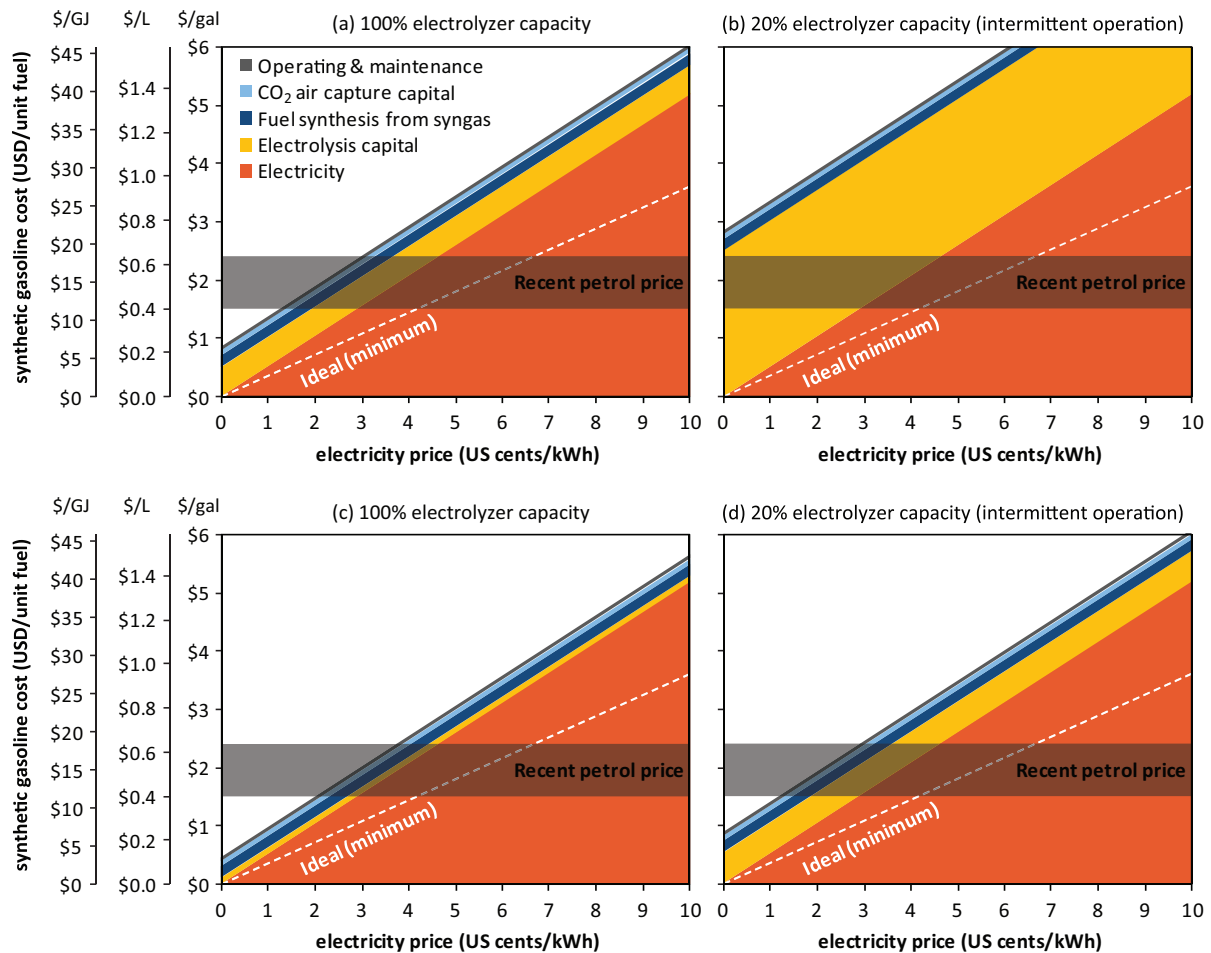 $/GJ $/L $/gal (a) 100% electrolyzer capacity (b) 20% electrolyzer capacity (intermittent operation)
synthetic gasoline cost (USD/unit fuel)
$45 $40 $35 $30 $25 $20 $15 $10 $5 $0
$1.4 $1.2 $1.0 $0.8 $0.6 $0.4 $0.2 $0.0
$6 $5 $4 $3 $2 $1 $0
Operating & maintenance
CO₂ air capture capital
Fuel synthesis from syngas
Electrolysis capital
Electricity
Recent petrol price
Ideal (minimum)
0 1 2 3 4 5 6 7 8 9 10
electricity price (US cents/kWh)
Recent petrol price
Ideal (minimum)
0 1 2 3 4 5 6 7 8 9 10
electricity price (US cents/kWh)
$/GJ $/L $/gal (c) 100% electrolyzer capacity (d) 20% electrolyzer capacity (intermittent operation)
synthetic gasoline cost (USD/unit fuel)
$45 $40 $35 $30 $25 $20 $15 $10 $5 $0
$1.4 $1.2 $1.0 $0.8 $0.6 $0.4 $0.2 $0.0
$6 $5 $4 $3 $2 $1 $0
Recent petrol price
Ideal (minimum)
0 1 2 3 4 5 6 7 8 9 10
electricity price (US cents/kWh)
Recent petrol price
Ideal (minimum)
0 1 2 3 4 5 6 7 8 9 10
electricity price (US cents/kWh)